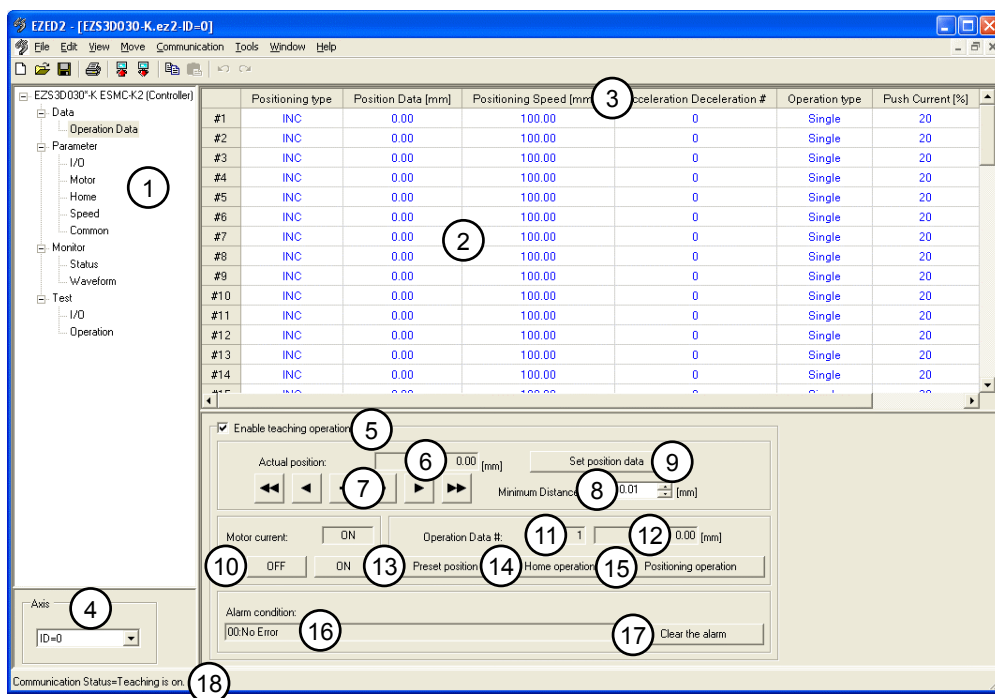 EZED2 - [EZS3D030-K.ez2-ID=0]
File Edit View Move Communication Tools Window Help
EZS3D030*-K ESMC-K2 (Controller)
Data
Operation Data
Parameter
I/O
Motor
Home
Speed
Common
Monitor
Status
Waveform
Test
I/O
Operation
1
Positioning type Position Data [mm] Positioning Speed [mm 3 Acceleration Deceleration # Operation type Push Current [%]
#1 INC 0.00 100.00 0 Single 20
#2 INC 0.00 100.00 0 Single 20
#3 INC 0.00 100.00 0 Single 20
#4 INC 0.00 100.00 0 Single 20
#5 INC 0.00 100.00 0 Single 20
#6 INC 0.00 100.00 0 Single 20
#7 INC 0.00 2 100.00 0 Single 20
#8 INC 0.00 100.00 0 Single 20
#9 INC 0.00 100.00 0 Single 20
#10 INC 0.00 100.00 0 Single 20
#11 INC 0.00 100.00 0 Single 20
#12 INC 0.00 100.00 0 Single 20
#13 INC 0.00 100.00 0 Single 20
#14 INC 0.00 100.00 0 Single 20
Enable teaching operation 5
Actual position: 6 0.00 [mm] Set position data 9
7 Minimum Distance 8 0.01 [mm]
Motor current: ON Operation Data #: 11 1 12 0.00 [mm]
10 OFF ON 13 Preset position 14 Home operation 15 Positioning operation
Alarm condition:
00:No Error 16 17 Clear the alarm
Axis 4
ID=0
Communication Status=Teaching is on. 18